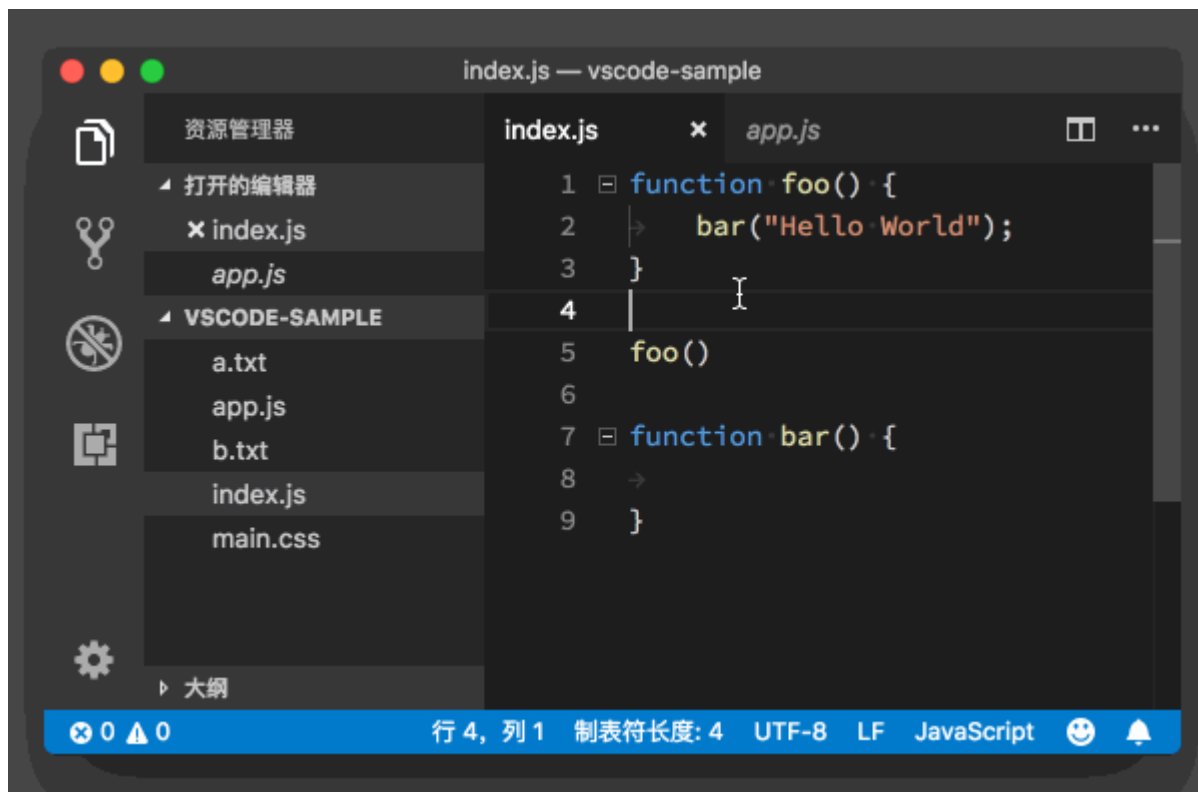 index.js — vscode-sample
资源管理器
打开的编辑器
index.js
app.js
VSCODE-SAMPLE
a.txt
app.js
b.txt
index.js
main.css
大纲
index.js app.js
1 function foo() {
2 bar("Hello World");
3 }
4
5 foo()
6
7 function bar() {
8
9 }
0 0 行 4，列 1 制表符长度: 4 UTF-8 LF JavaScript